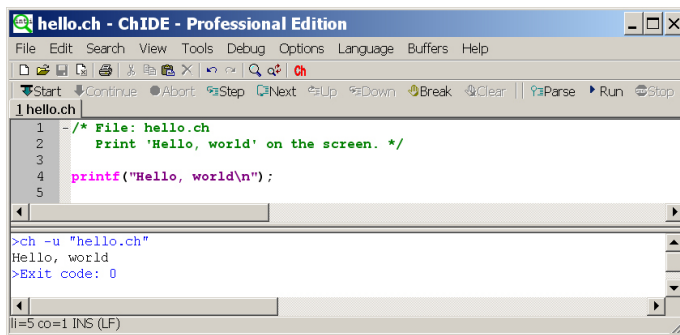 hello.ch - ChIDE - Professional Edition
File Edit Search View Tools Debug Options Language Buffers Help
Ch
Start Continue Abort Step Next Up Down Break Clear Parse Run Stop
1 hello.ch
1 -/* File: hello.ch
2 Print 'Hello, world' on the screen. */
3
4 printf("Hello, world\n");
5
>ch -u "hello.ch"
Hello, world
>Exit code: 0
li=5 co=1 INS (LF)